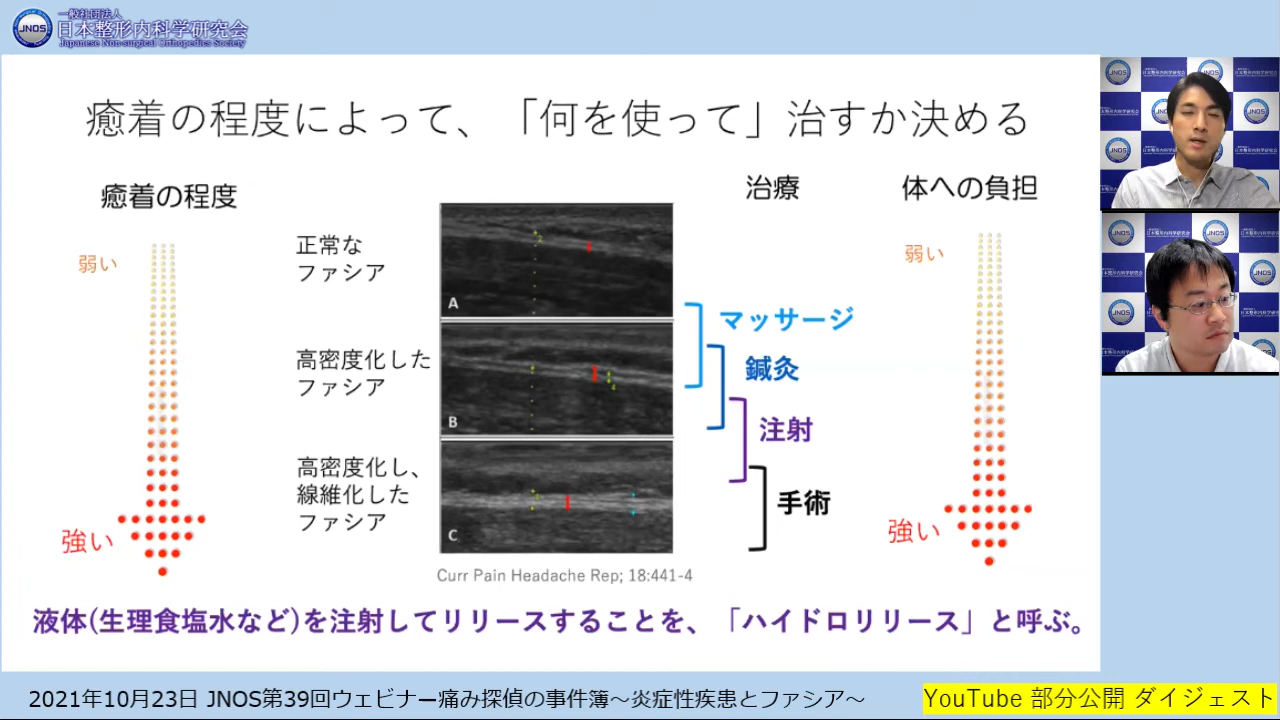 一般社団法人
日本整形内科学研究会
Japanese Non-surgical Orthopedics Society
JNOS
癒着の程度によって、「何を使って」治すか決める
癒着の程度
治療
体への負担
弱い
強い
正常な
ファシア
高密度化した
ファシア
高密度化し、
線維化した
ファシア
A
B
C
マッサージ
鍼灸
注射
手術
弱い
強い
Curr Pain Headache Rep; 18:441-4
液体(生理食塩水など)を注射してリリースすることを、「ハイドロリリース」と呼ぶ。
2021年10月23日 JNOS第39回ウェビナー痛み探偵の事件簿〜炎症性疾患とファシア〜
YouTube 部分公開 ダイジェスト